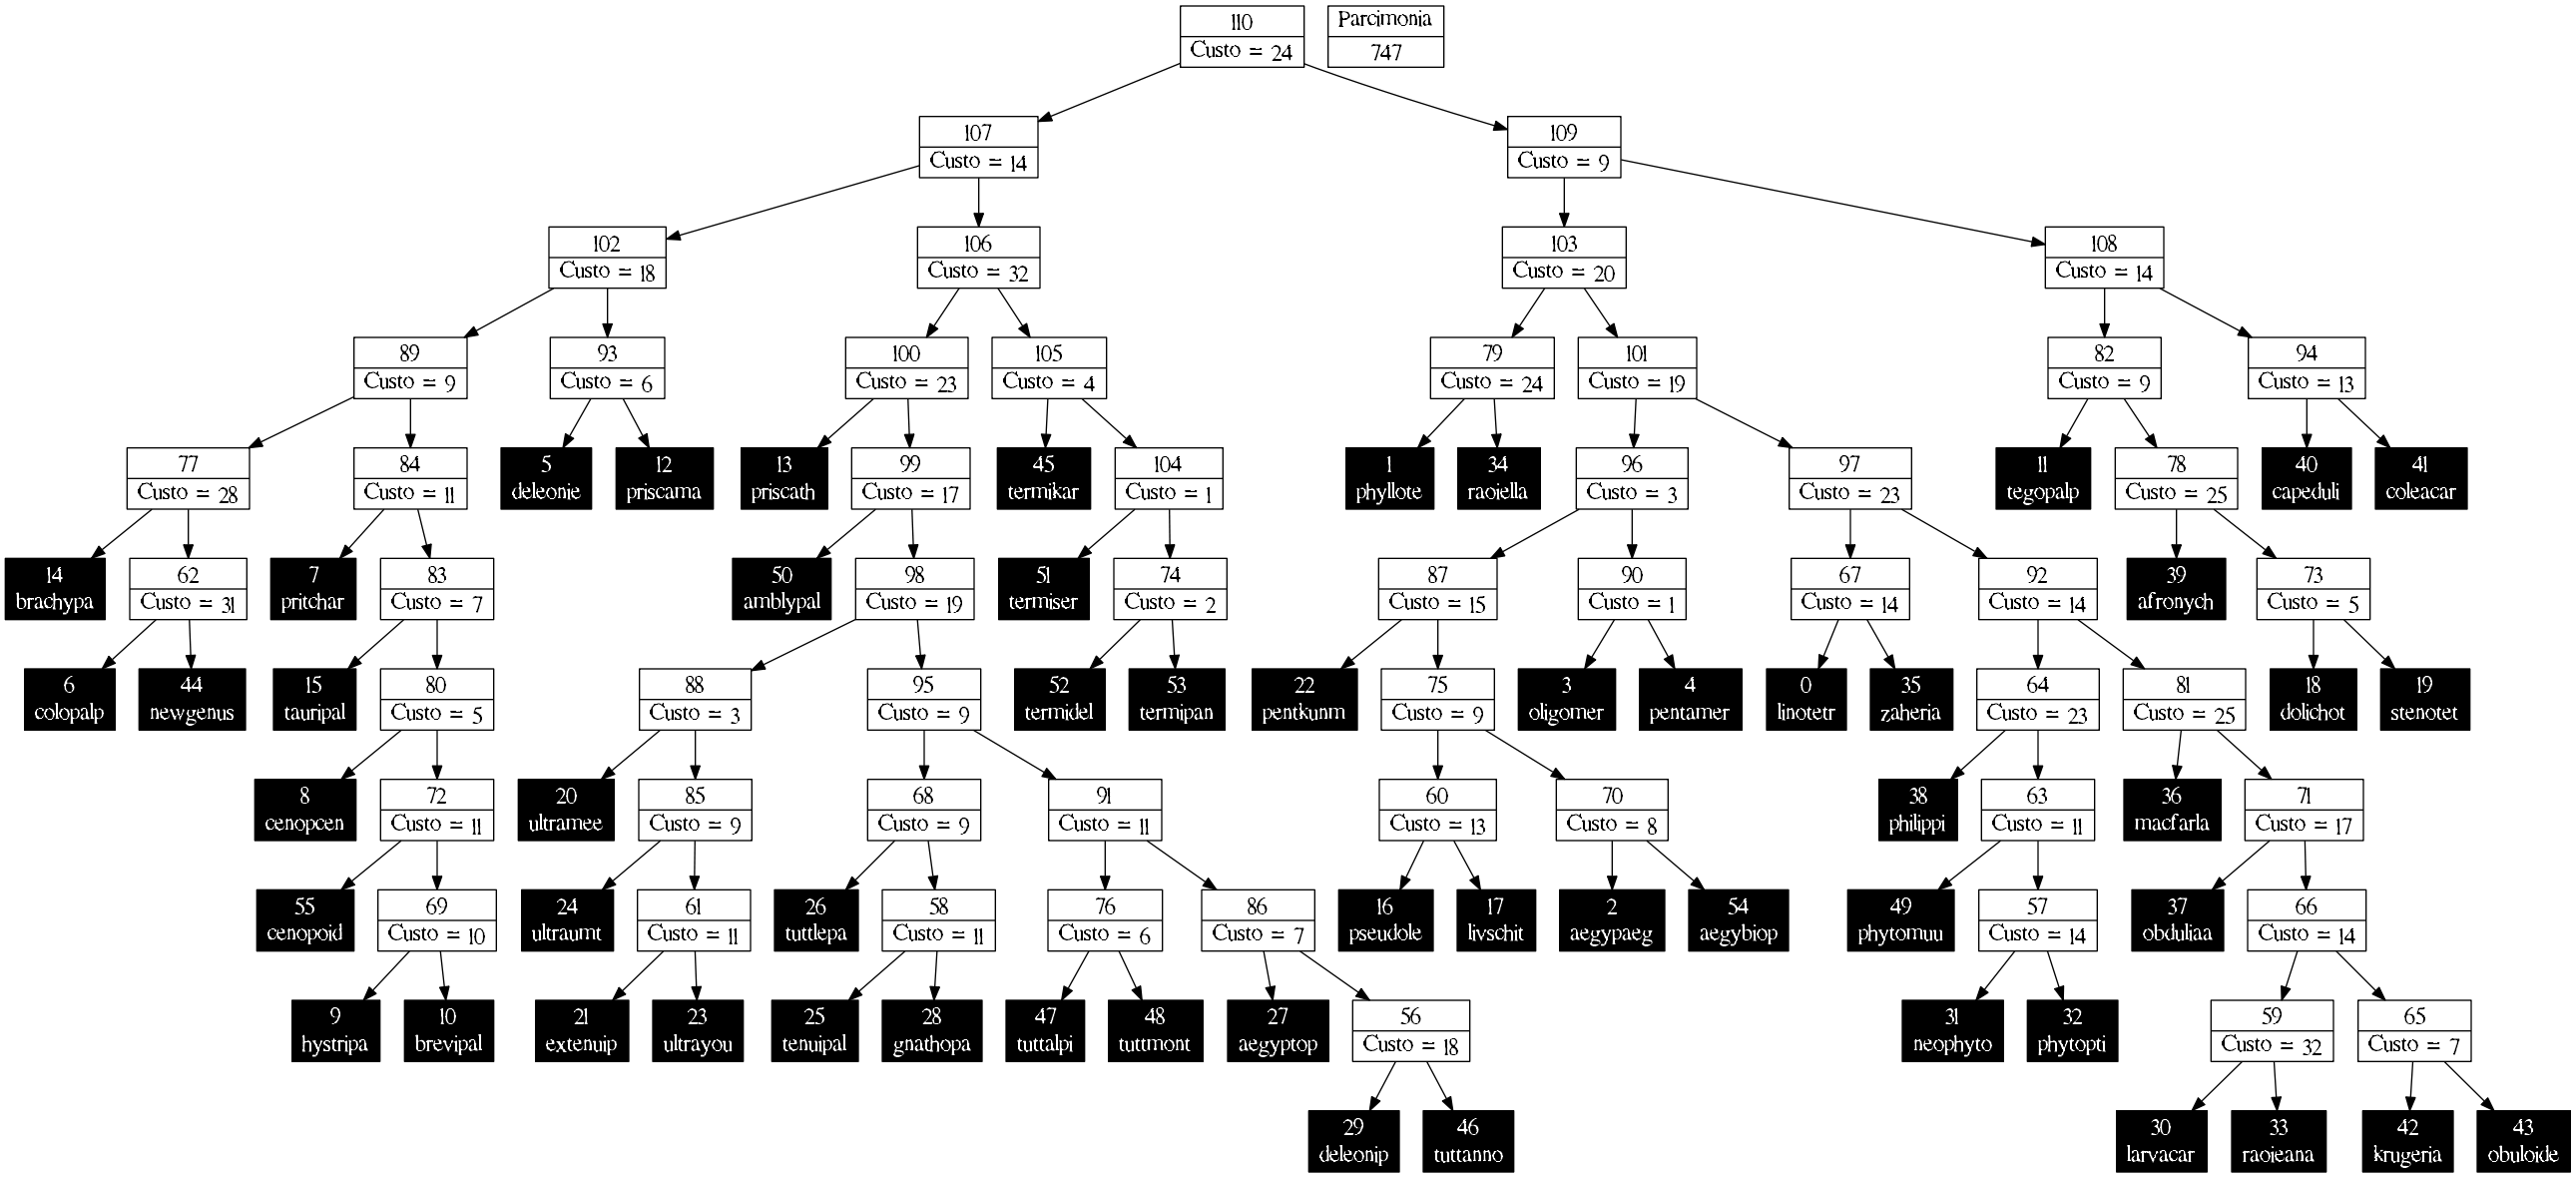 110
Custo = 24
Parcimonia
747
107
Custo = 14
109
Custo = 9
102
Custo = 18
106
Custo = 32
103
Custo = 20
108
Custo = 14
89
Custo = 9
93
Custo = 6
100
Custo = 23
105
Custo = 4
79
Custo = 24
101
Custo = 19
82
Custo = 9
94
Custo = 13
77
Custo = 28
84
Custo = 11
5
deleonie
12
priscama
13
priscath
99
Custo = 17
45
termikar
104
Custo = 1
1
phyllote
34
raoiella
96
Custo = 3
97
Custo = 23
11
tegopalp
78
Custo = 25
40
capeduli
41
coleacar
14
brachypa
62
Custo = 31
7
pritchar
83
Custo = 7
50
amblypal
98
Custo = 19
51
termiser
74
Custo = 2
87
Custo = 15
90
Custo = 1
67
Custo = 14
92
Custo = 14
39
afronych
73
Custo = 5
6
colopalp
44
newgenus
15
tauripal
80
Custo = 5
88
Custo = 3
95
Custo = 9
52
termidel
53
termipan
22
pentkunm
75
Custo = 9
3
oligomer
4
pentamer
0
linotetr
35
zaheria
64
Custo = 23
81
Custo = 25
18
dolichot
19
stenotet
8
cenopcen
72
Custo = 11
20
ultramee
85
Custo = 9
68
Custo = 9
91
Custo = 11
60
Custo = 13
70
Custo = 8
38
philippi
63
Custo = 11
36
macfarla
71
Custo = 17
55
cenopoid
69
Custo = 10
24
ultraumt
61
Custo = 11
26
tuttlepa
58
Custo = 11
76
Custo = 6
86
Custo = 7
16
pseudole
17
livschit
2
aegypaeg
54
aegybiop
49
phytomuu
57
Custo = 14
37
obduliaa
66
Custo = 14
9
hystripa
10
brevipal
21
extenuip
23
ultrayou
25
tenuipal
28
gnathopa
47
tuttalpi
48
tuttmont
27
aegyptop
56
Custo = 18
31
neophyto
32
phytopti
59
Custo = 32
65
Custo = 7
29
deleonip
46
tuttanno
30
larvacar
33
raoieana
42
krugeria
43
obuloide